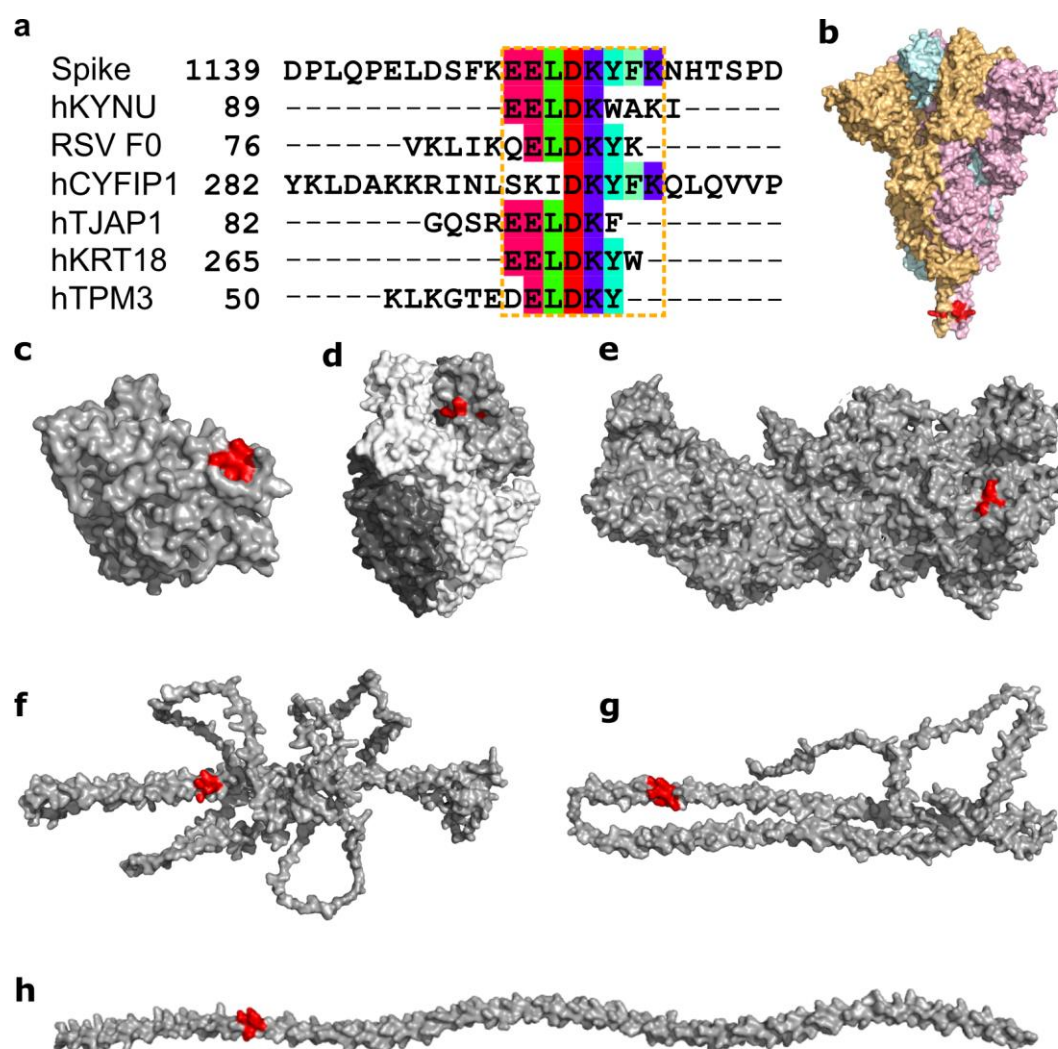 a
Spike 1139 DPLQPELDSFKEELDKYFKNHTSPD
hKYNU 89 -----------EELDKWAKI-----
RSV F0 76 ------VKLIKQELDKYK-------
hCYFIP1 282 YKLDAKKRINLSKIDKYFKQLQVVP
hTJAP1 82 -------GQSREELDKF--------
hKRT18 265 -----------EELDKYW-------
hTPM3 50 -----KLKGTEDELDKY--------
b
c
d
e
f
g
h